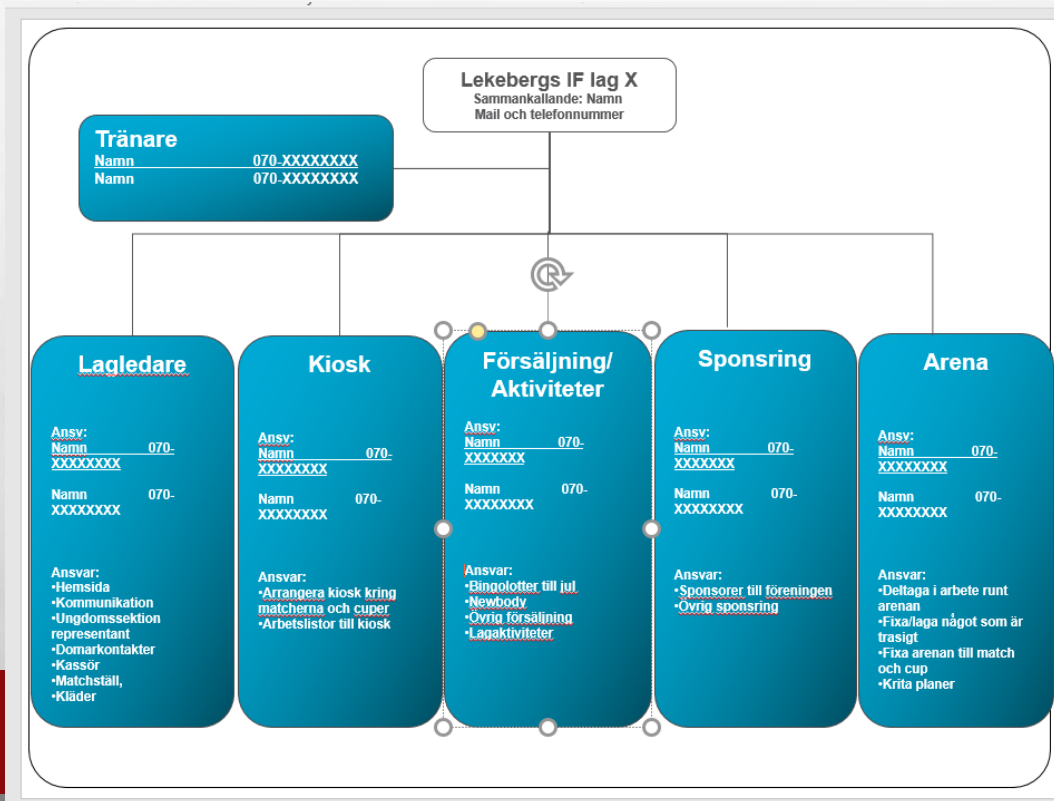 Lekebergs IF lag X
Sammankallande: Namn
Mail och telefonnummer
Tränare
Namn 070-XXXXXXXX
Namn 070-XXXXXXXX
Lagledare
Ansv:
Namn 070-
XXXXXXXX
Namn 070-
XXXXXXXX
Ansvar:
•Hemsida
•Kommunikation
•Ungdomssektion
representant
•Domarkontakter
•Kassör
•Matchställ,
•Kläder
Kiosk
Ansv:
Namn 070-
XXXXXXXX
Namn 070-
XXXXXXXX
Ansvar:
•Arrangera kiosk kring
matcherna och cuper
•Arbetslistor till kiosk
Försäljning/
Aktiviteter
Ansv:
Namn 070-
XXXXXXX
Namn 070-
XXXXXXXX
Ansvar:
•Bingolotter till jul
•Newbody
•Övrig försäljning
•Lagaktiviteter
Sponsring
Ansv:
Namn 070-
XXXXXXX
Namn 070-
XXXXXXXX
Ansvar:
•Sponsorer till föreningen
•Övrig sponsring
Arena
Ansv:
Namn 070-
XXXXXXXX
Namn 070-
XXXXXXXX
Ansvar:
•Deltaga i arbete runt
arenan
•Fixa/laga något som är
trasigt
•Fixa arenan till match
och cup
•Krita planer